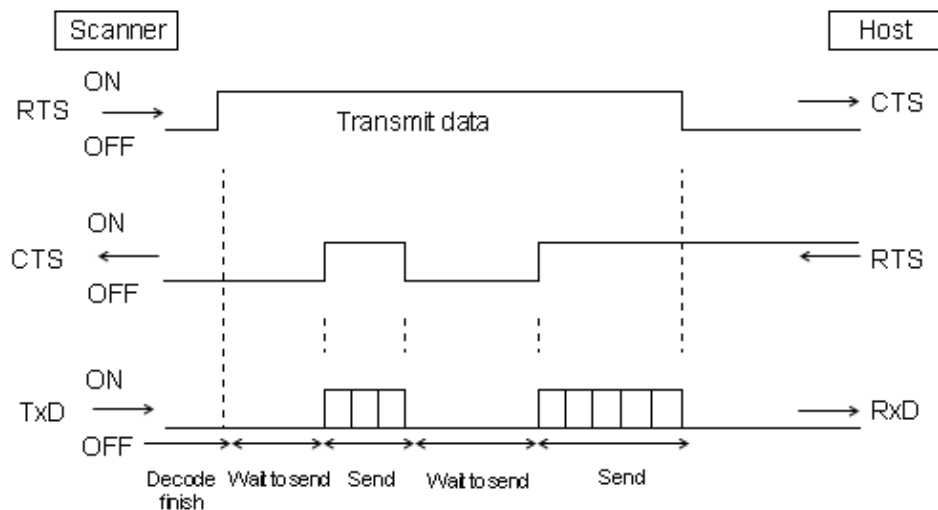 Scanner
Host
ON
RTS
CTS
Transmit data
OFF
ON
CTS
RTS
OFF
ON
TxD
RxD
OFF
Decode finish
Wait to send
Send
Wait to send
Send